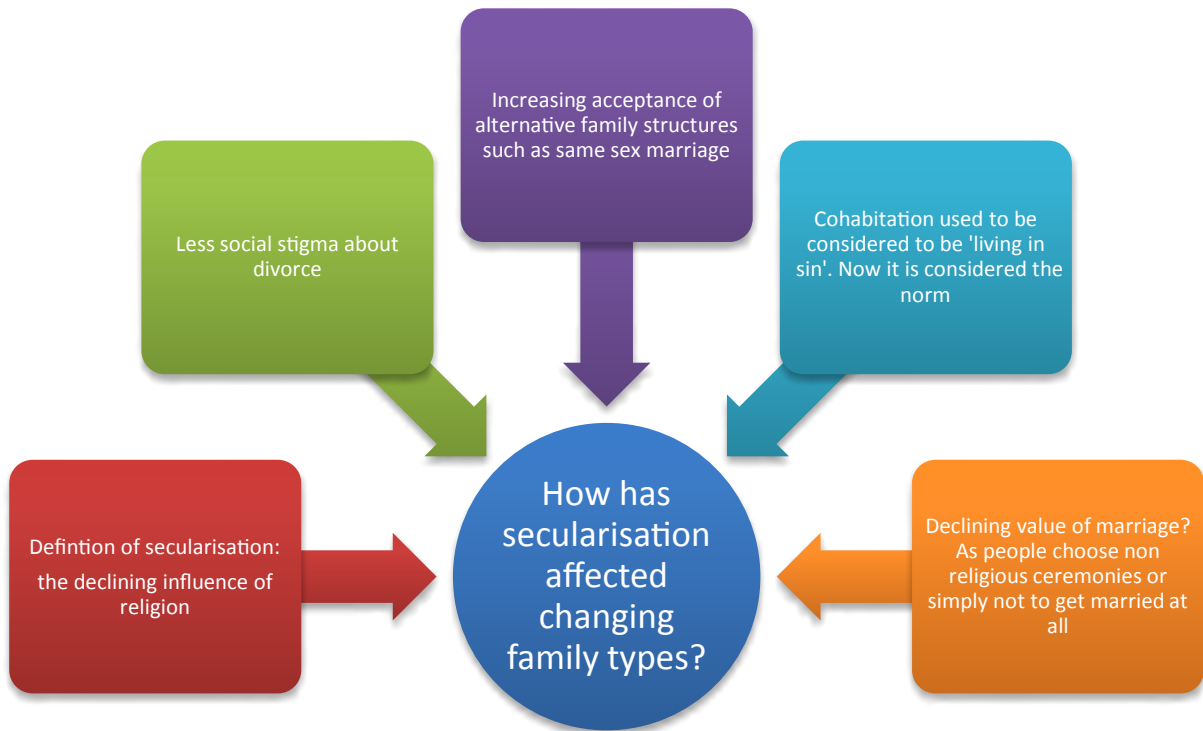 Increasing acceptance of
alternative family structures
such as same sex marriage
Less social stigma about
divorce
Cohabitation used to be
considered to be 'living in
sin'. Now it is considered the
norm
Defintion of secularisation:
the declining influence of
religion
How has
secularisation
affected
changing
family types?
Declining value of marriage?
As people choose non
religious ceremonies or
simply not to get married at
all